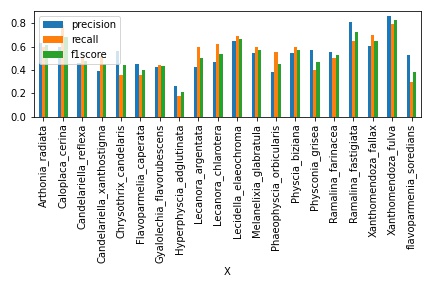 precision
recall
f1score
0.8
0.6
0.4
0.2
0.0
Arthonia_radiata
Caloplaca_cerina
Candelariella_reflexa
Candelariella_xanthostigma
Chrysothrix_candelaris
Flavoparmelia_caperata
Gyalolechia_flavorubescens
Hyperphyscia_adglutinata
Lecanora_argentata
Lecanora_chlarotera
Lecidella_elaeochroma
Melanelixia_glabratula
Phaeophyscia_orbicularis
Physcia_biziana
Physconia_grisea
Ramalina_farinacea
Ramalina_fastigiata
Xanthomendoza_fallax
Xanthomendoza_fulva
flavoparmenia_soredians
X